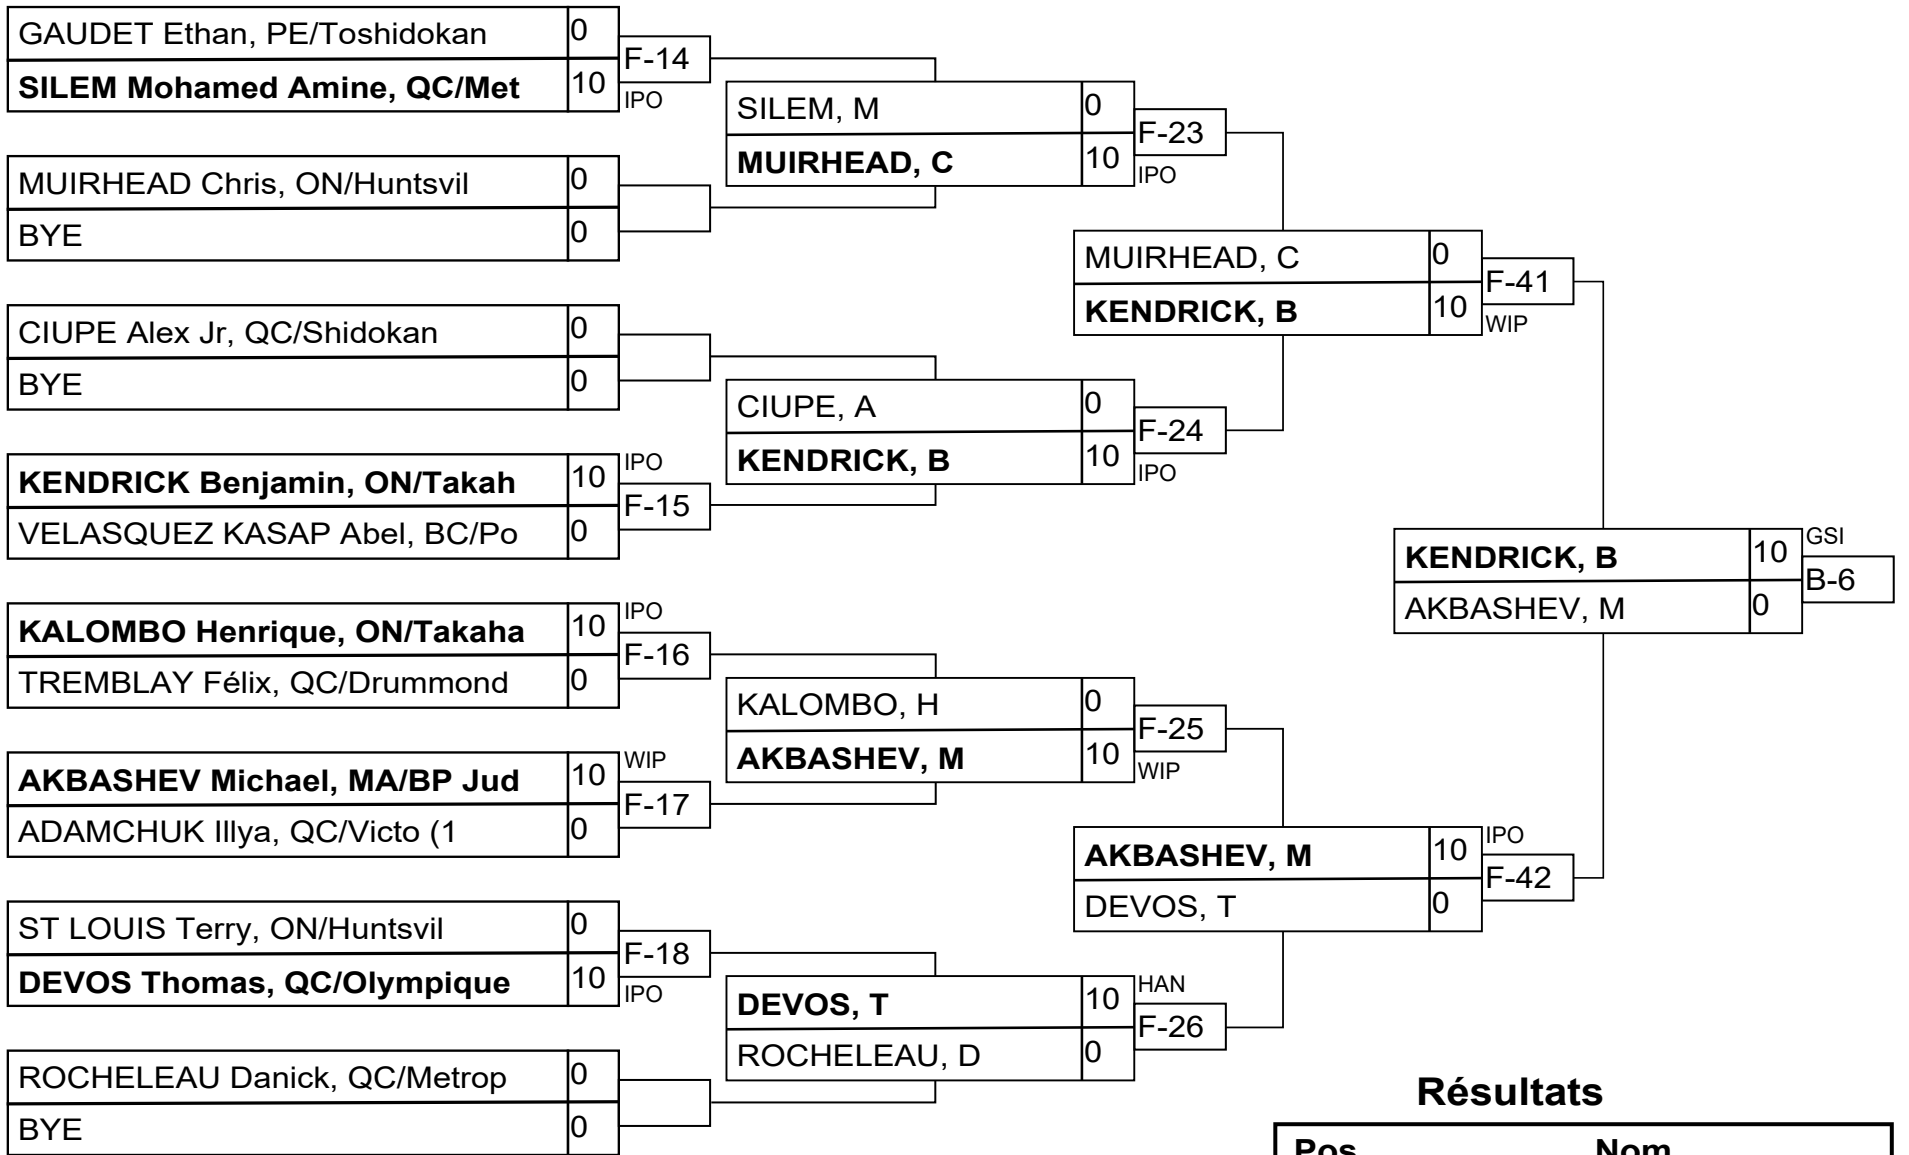 GAUDET Ethan, PE/Toshidokan 0
F-14
SILEM Mohamed Amine, QC/Met 10
IPO
MUIRHEAD Chris, ON/Huntsvil 0
BYE 0
CIUPE Alex Jr, QC/Shidokan 0
BYE 0
IPO
KENDRICK Benjamin, ON/Takah 10
F-15
VELASQUEZ KASAP Abel, BC/Po 0
IPO
KALOMBO Henrique, ON/Takaha 10
F-16
TREMBLAY Félix, QC/Drummond 0
WIP
AKBASHEV Michael, MA/BP Jud 10
F-17
ADAMCHUK Illya, QC/Victo (1 0
ST LOUIS Terry, ON/Huntsvil 0
F-18
DEVOS Thomas, QC/Olympique 10
IPO
ROCHELEAU Danick, QC/Metrop 0
BYE 0
SILEM, M 0
F-23
MUIRHEAD, C 10
IPO
CIUPE, A 0
F-24
KENDRICK, B 10
IPO
KALOMBO, H 0
F-25
AKBASHEV, M 10
WIP
HAN
DEVOS, T 10
F-26
ROCHELEAU, D 0
MUIRHEAD, C 0
F-41
KENDRICK, B 10
WIP
IPO
AKBASHEV, M 10
F-42
DEVOS, T 0
GSI
KENDRICK, B 10
B-6
AKBASHEV, M 0
Résultats
Pos Nom